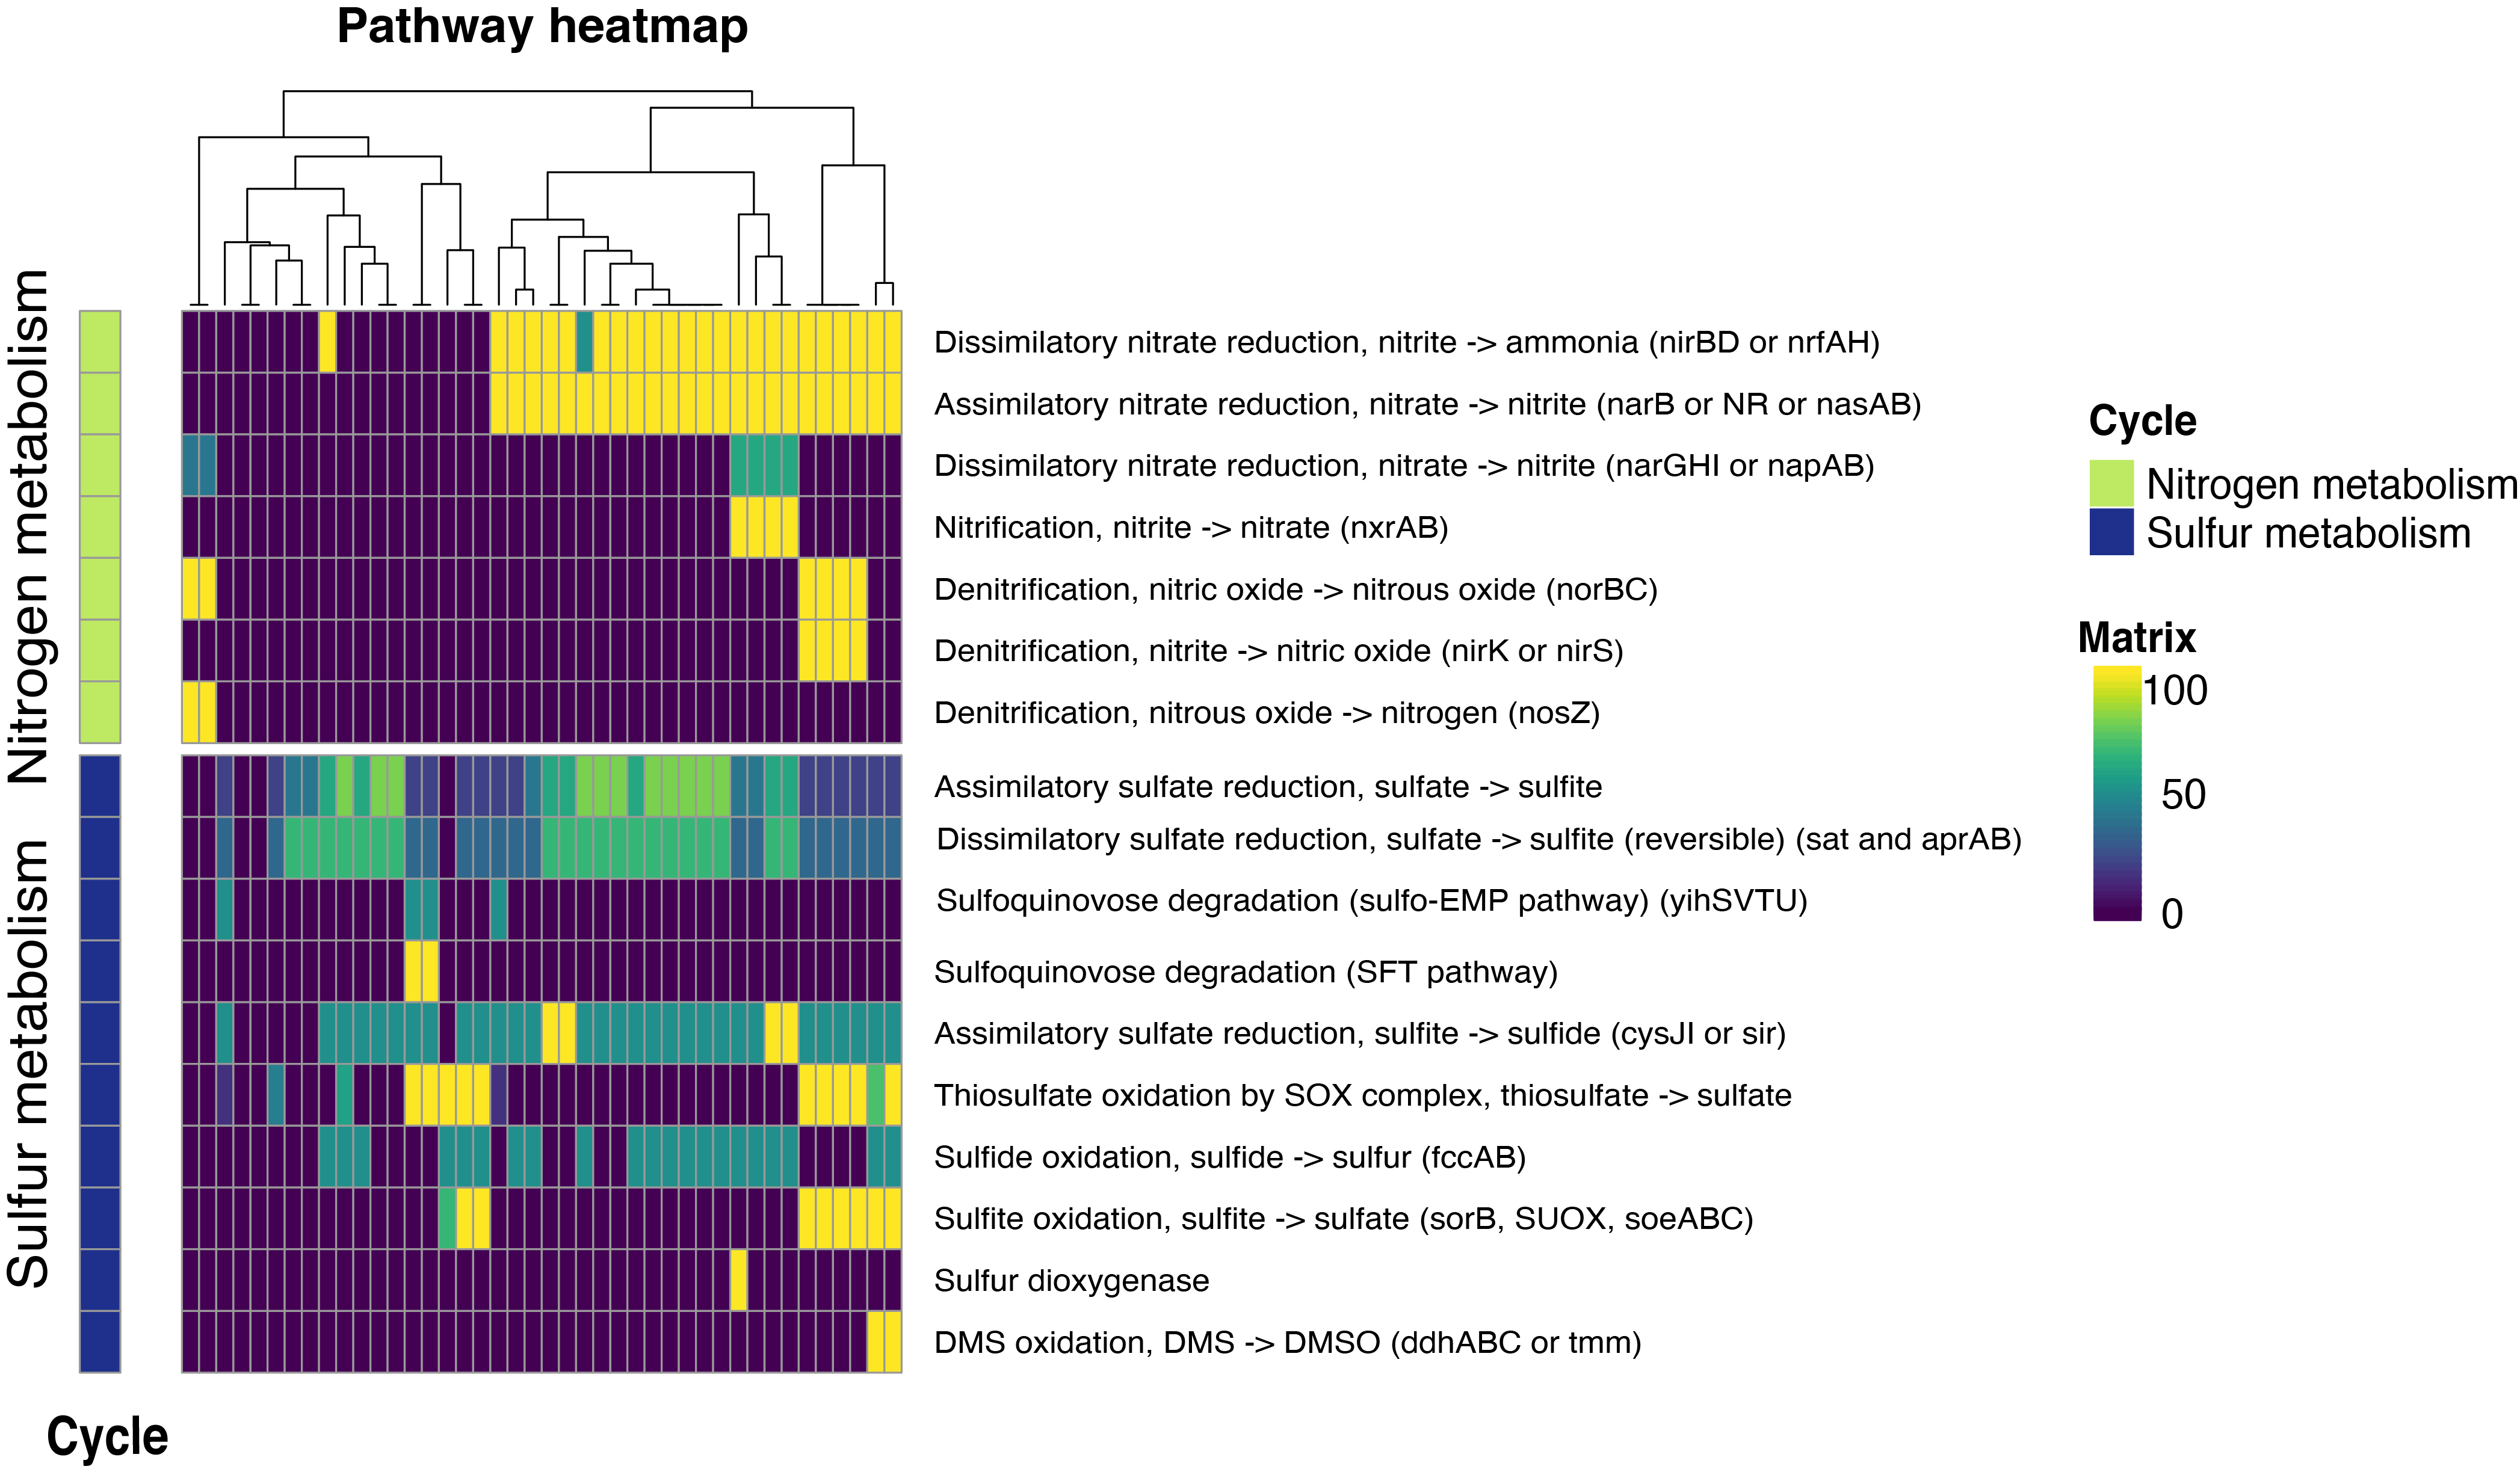 Pathway heatmap
Nitrogen metabolism
Dissimilatory nitrate reduction, nitrite -> ammonia (nirBD or nrfAH)
Assimilatory nitrate reduction, nitrate -> nitrite (narB or NR or nasAB)
Dissimilatory nitrate reduction, nitrate -> nitrite (narGHI or napAB)
Nitrification, nitrite -> nitrate (nxrAB)
Denitrification, nitric oxide -> nitrous oxide (norBC)
Denitrification, nitrite -> nitric oxide (nirK or nirS)
Denitrification, nitrous oxide -> nitrogen (nosZ)
Sulfur metabolism
Assimilatory sulfate reduction, sulfate -> sulfite
Dissimilatory sulfate reduction, sulfate -> sulfite (reversible) (sat and aprAB)
Sulfoquinovose degradation (sulfo-EMP pathway) (yihSVTU)
Sulfoquinovose degradation (SFT pathway)
Assimilatory sulfate reduction, sulfite -> sulfide (cysJI or sir)
Thiosulfate oxidation by SOX complex, thiosulfate -> sulfate
Sulfide oxidation, sulfide -> sulfur (fccAB)
Sulfite oxidation, sulfite -> sulfate (sorB, SUOX, soeABC)
Sulfur dioxygenase
DMS oxidation, DMS -> DMSO (ddhABC or tmm)
Cycle
Cycle
Nitrogen metabolism
Sulfur metabolism
Matrix
100
50
0